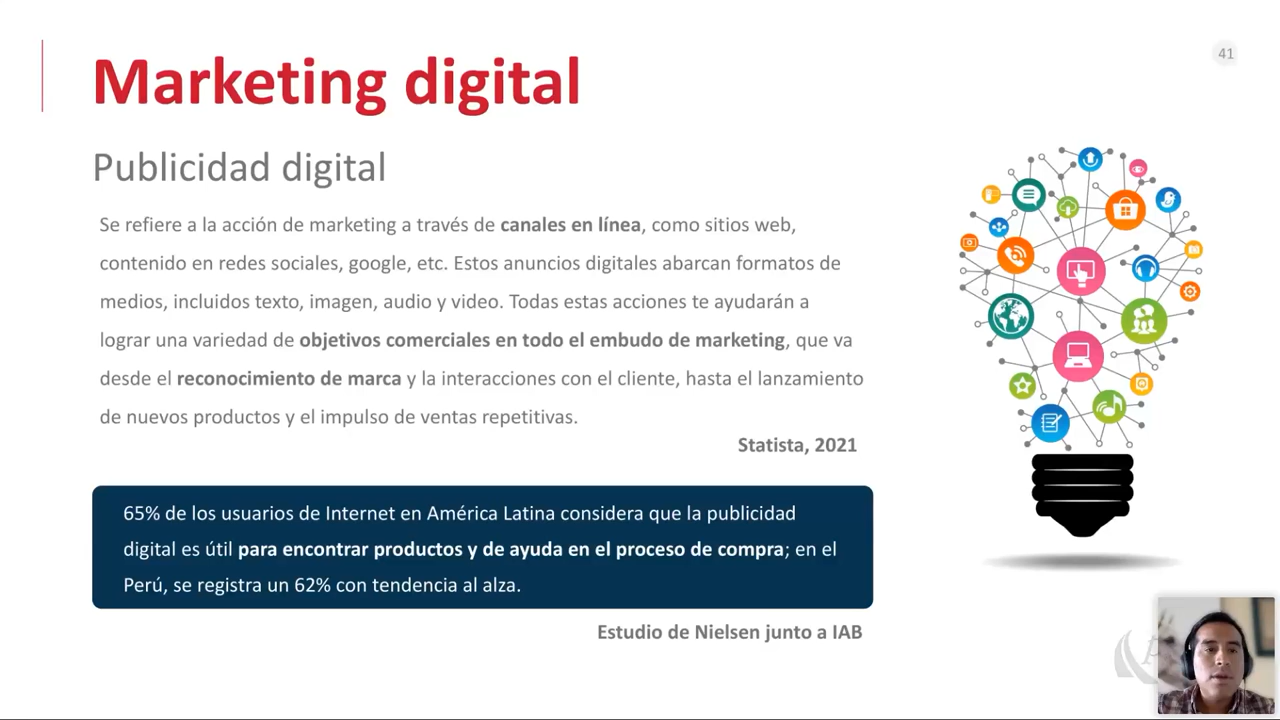 41
Marketing digital
Publicidad digital
Se refiere a la acción de marketing a través de canales en línea, como sitios web,
contenido en redes sociales, google, etc. Estos anuncios digitales abarcan formatos de
medios, incluidos texto, imagen, audio y video. Todas estas acciones te ayudarán a
lograr una variedad de objetivos comerciales en todo el embudo de marketing, que va
desde el reconocimiento de marca y la interacciones con el cliente, hasta el lanzamiento
de nuevos productos y el impulso de ventas repetitivas.
Statista, 2021
65% de los usuarios de Internet en América Latina considera que la publicidad
digital es útil para encontrar productos y de ayuda en el proceso de compra; en el
Perú, se registra un 62% con tendencia al alza.
Estudio de Nielsen junto a IAB